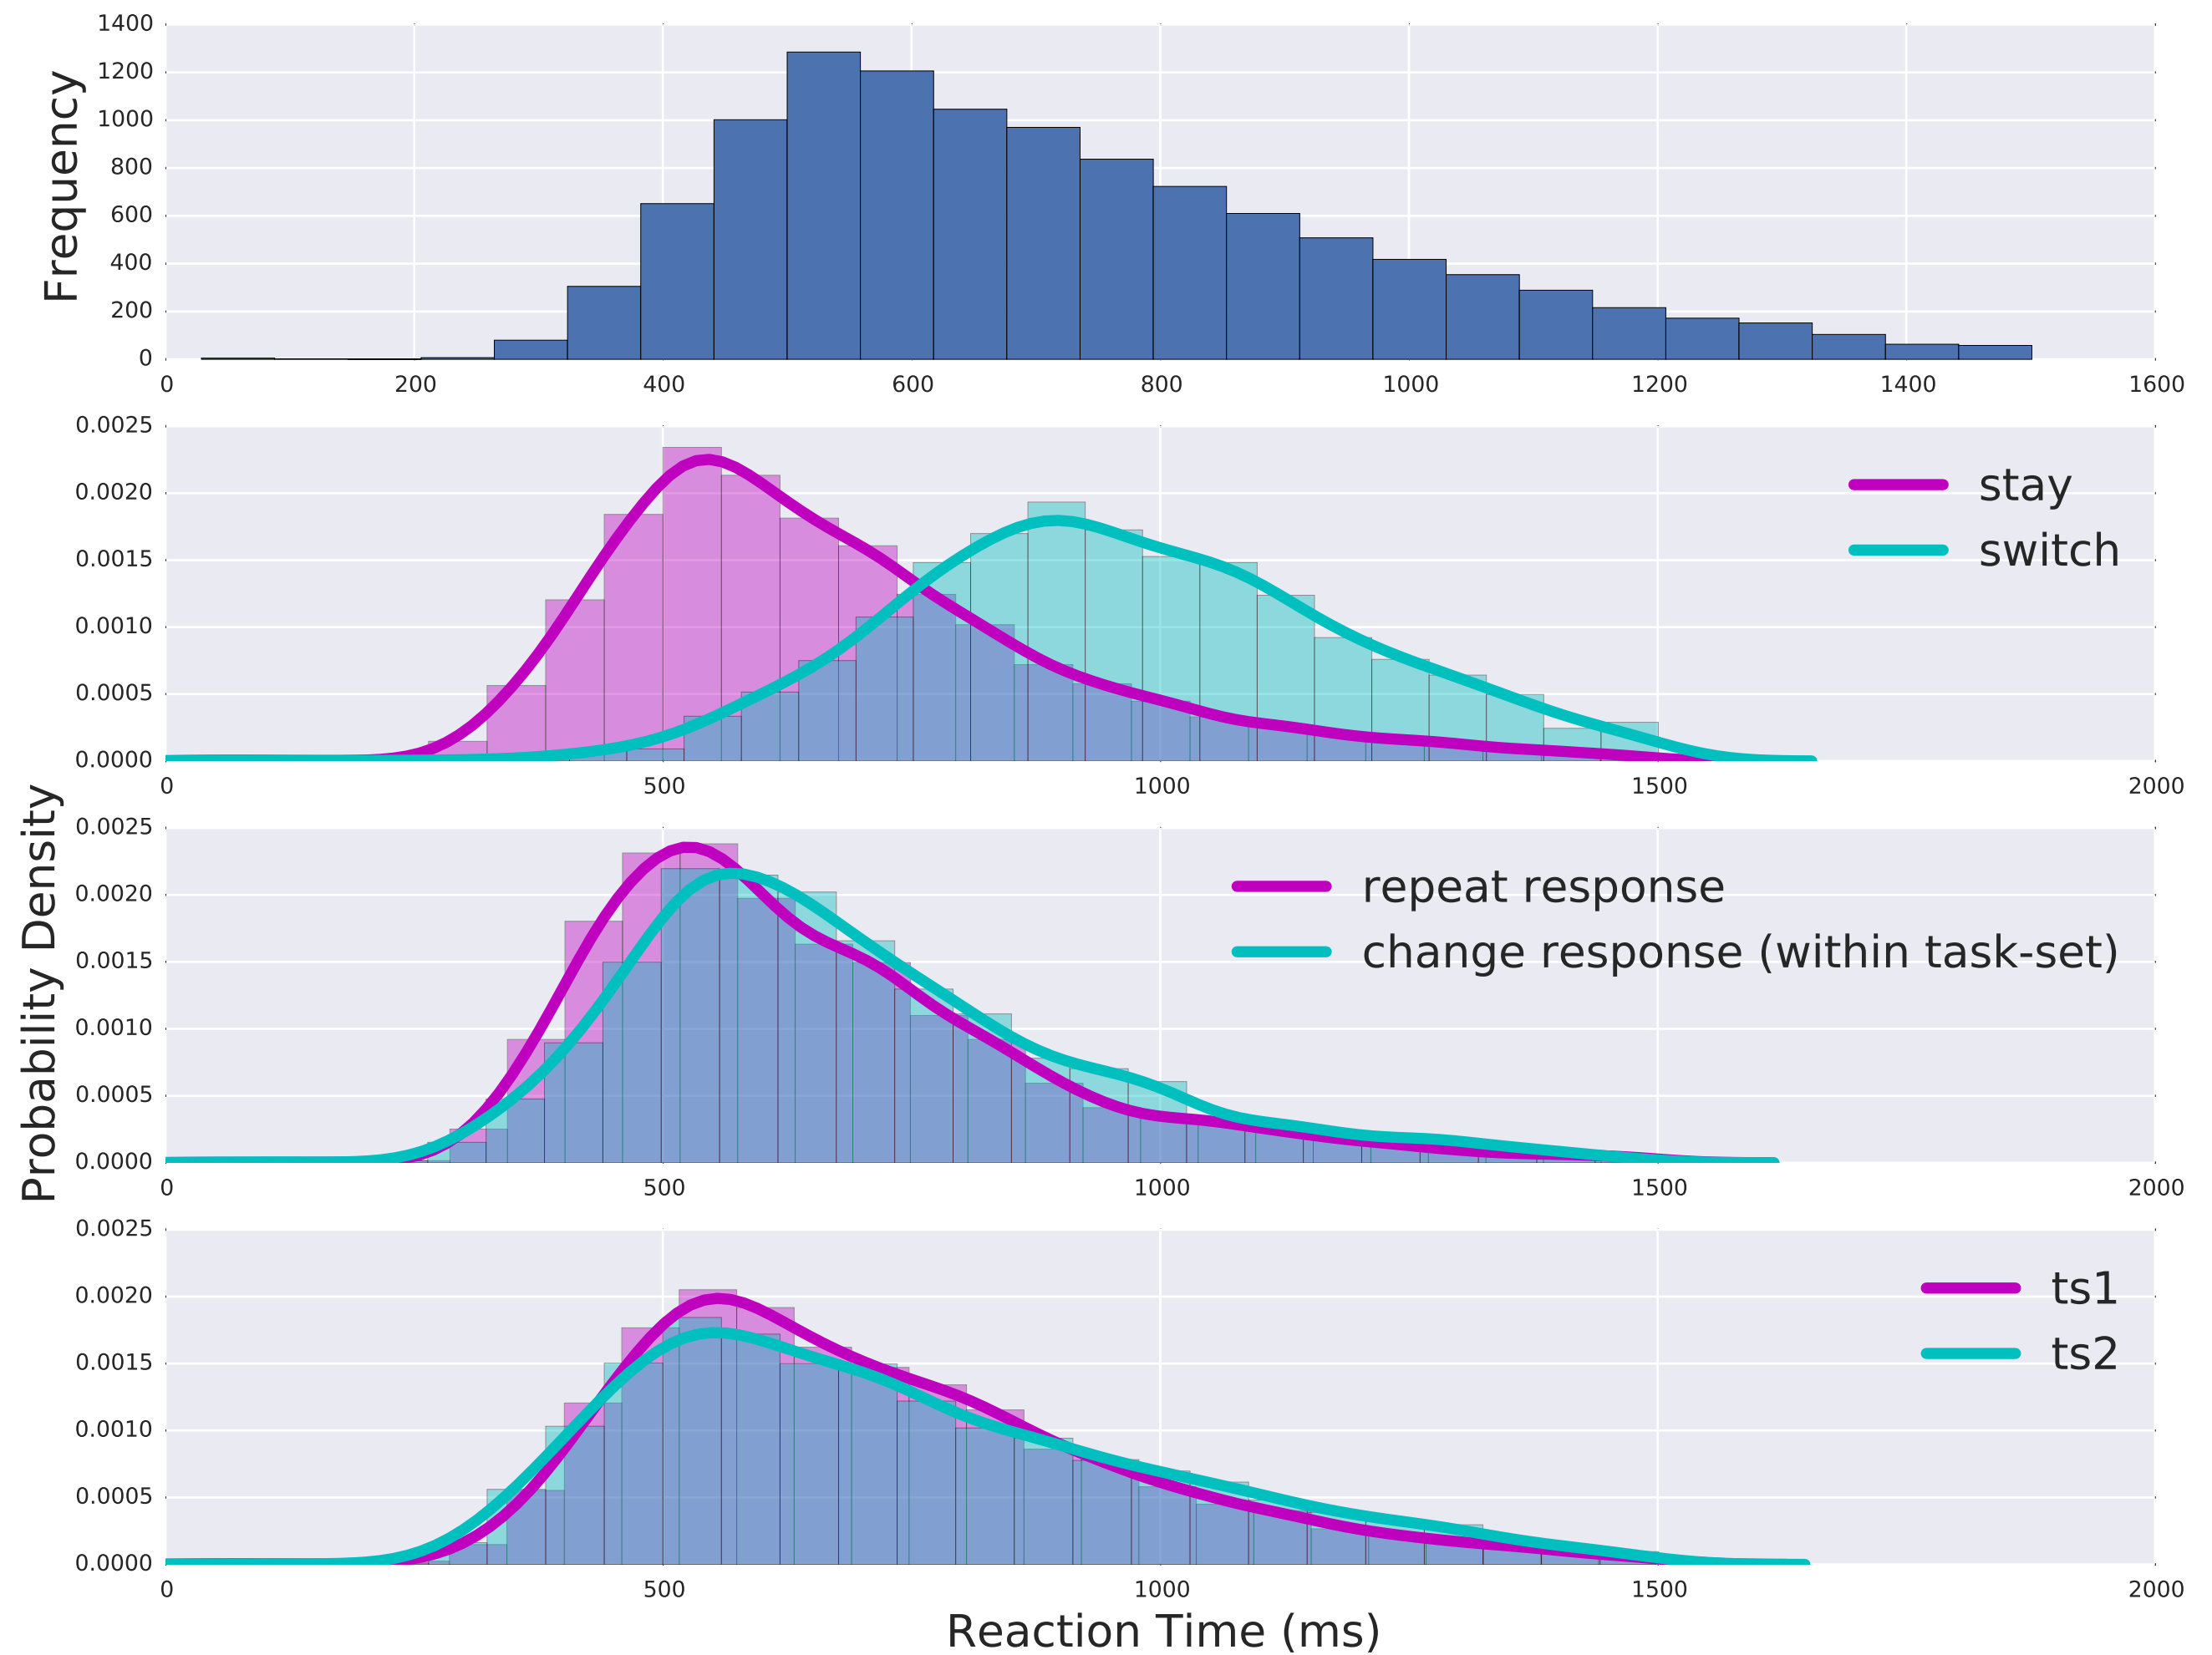 Frequency
1400
1200
1000
800
600
400
200
0
0 200 400 600 800 1000 1200 1400 1600
Probability Density
0.0025
0.0020
0.0015
0.0010
0.0005
0.0000
0 500 1000 1500 2000
stay
switch
0.0025
0.0020
0.0015
0.0010
0.0005
0.0000
0 500 1000 1500 2000
repeat response
change response (within task-set)
0.0025
0.0020
0.0015
0.0010
0.0005
0.0000
0 500 1000 1500 2000
ts1
ts2
Reaction Time (ms)